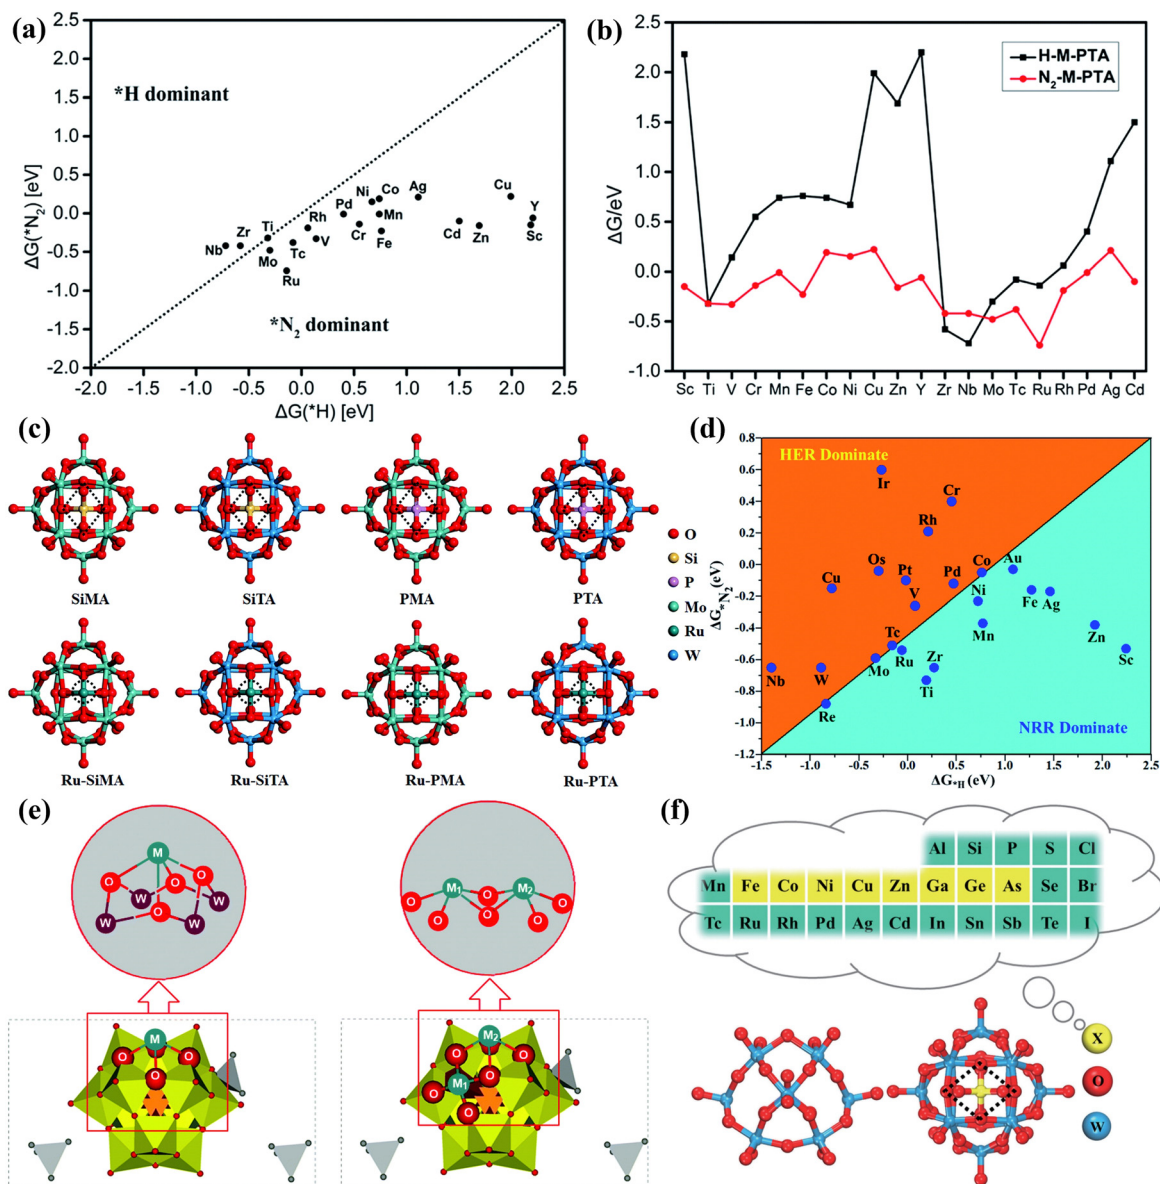 (a)
2.5
2.0
1.5
1.0
0.5
0.0
-0.5
-1.0
-1.5
-2.0
ΔG(*N2) [eV]
*H dominant
*N2 dominant
Nb
Zr
Ti
Mo
Ru
Tc
Rh
V
Pd
Ni
Co
Cr
Mn
Fe
Ag
Cd
Zn
Cu
Y
Sc
-2.0 -1.5 -1.0 -0.5 0.0 0.5 1.0 1.5 2.0 2.5
ΔG(*H) [eV]
(b)
H-M-PTA
N2-M-PTA
ΔG/eV
2.5
2.0
1.5
1.0
0.5
0.0
-0.5
-1.0
Sc Ti V Cr Mn Fe Co Ni Cu Zn Y Zr Nb Mo Tc Ru Rh Pd Ag Cd
(c)
SiMA SiTA PMA PTA
Ru-SiMA Ru-SiTA Ru-PMA Ru-PTA
O
Si
P
Mo
Ru
W
(d)
HER Dominate
NRR Dominate
0.8
0.6
0.4
0.2
0.0
-0.2
-0.4
-0.6
-0.8
-1.0
-1.2
ΔG*N2 (eV)
Ir
Cr
Rh
Os
Pt
Pd
Co
Au
Cu
V
Ni
Fe
Ag
Mn
Tc
Zn
Mo
Ru
Zr
Sc
Nb
W
Ti
Re
-1.5 -1.0 -0.5 0.0 0.5 1.0 1.5 2.0 2.5
ΔG*H (eV)
(e)
M
O O O
W W
W O W
M1 O M2
O O O O
M
O O
O
M2
O O
M1 O
O
O O
(f)
Al Si P S Cl
Mn Fe Co Ni Cu Zn Ga Ge As Se Br
Tc Ru Rh Pd Ag Cd In Sn Sb Te I
X
O
W